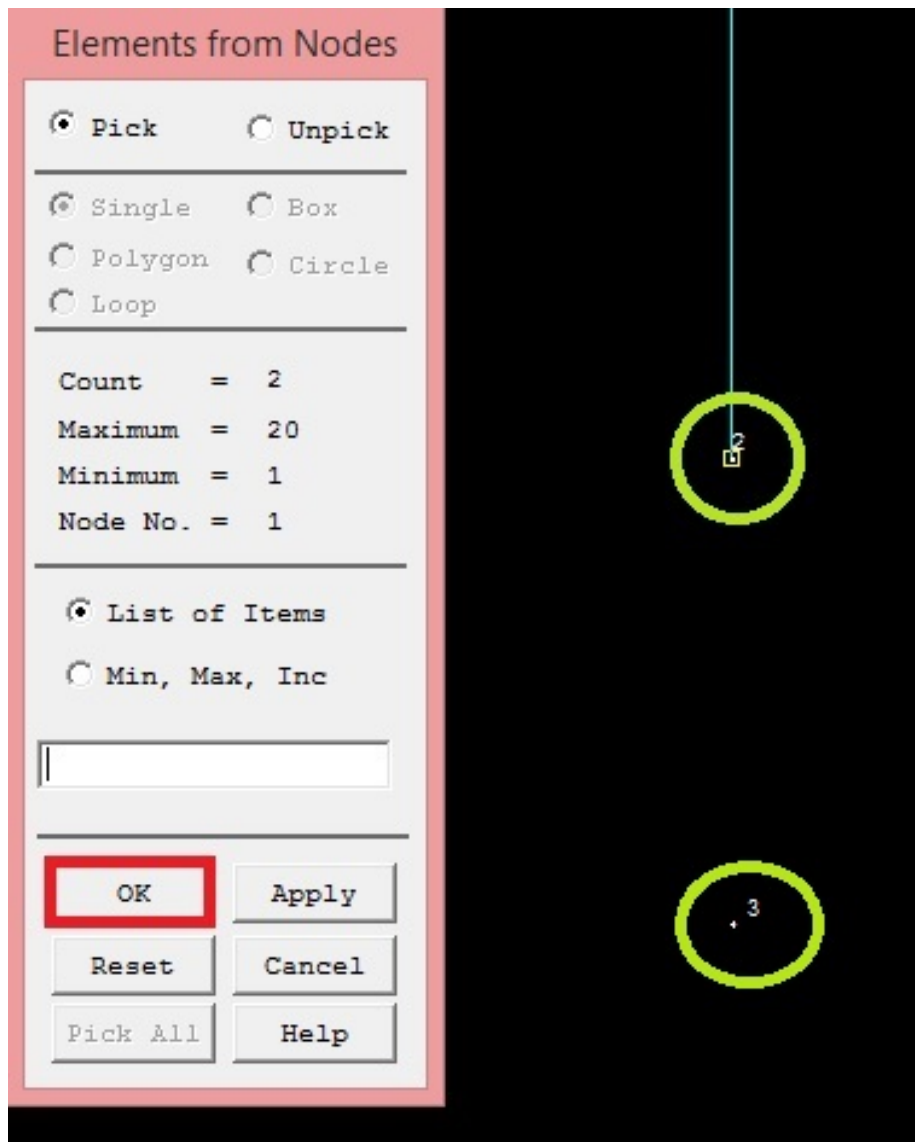 Elements from Nodes
Pick Unpick
Single Box
Polygon Circle
Loop
Count = 2
Maximum = 20
Minimum = 1
Node No. = 1
List of Items
Min, Max, Inc
OK Apply
Reset Cancel
Pick All Help
2
3